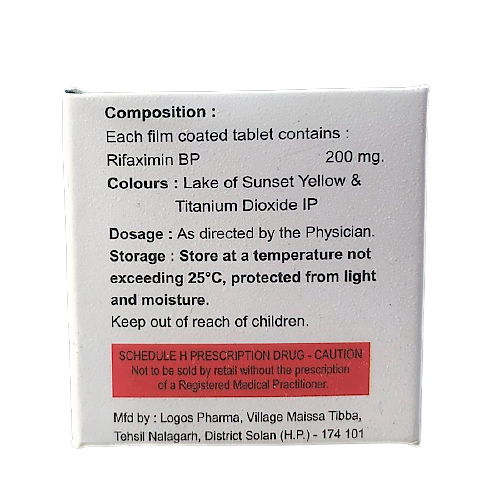 Composition :
Each film coated tablet contains :
Rifaximin BP 200 mg.
Colours : Lake of Sunset Yellow &
Titanium Dioxide IP
Dosage : As directed by the Physician.
Storage : Store at a temperature not
exceeding 25°C, protected from light
and moisture.
Keep out of reach of children.
SCHEDULE H PRESCRIPTION DRUG - CAUTION
Not to be sold by retail without the prescription
of a Registered Medical Practitioner.
Mfd by : Logos Pharma, Village Maissa Tibba,
Tehsil Nalagarh, District Solan (H.P.) - 174 101